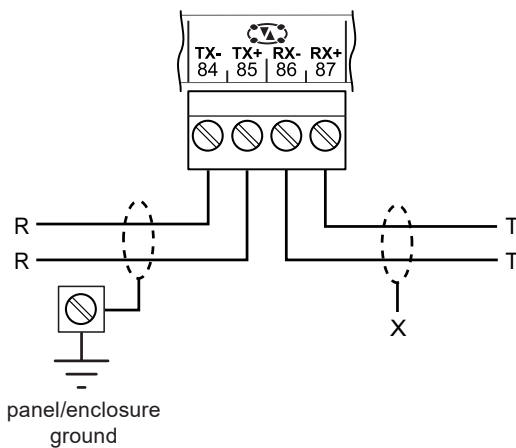 TX- TX+ RX- RX+
84 85 86 87
R T
R T
X
panel/enclosure
ground